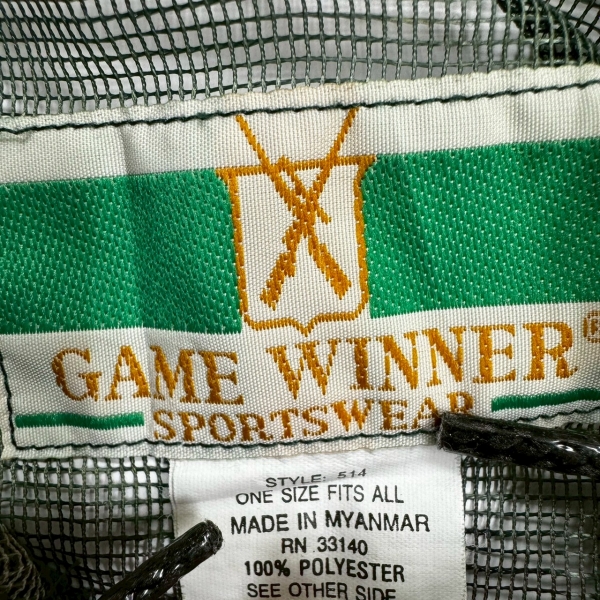 GAME WINNER®
SPORTSWEAR
STYLE: 514
ONE SIZE FITS ALL
MADE IN MYANMAR
RN 33140
100% POLYESTER
SEE OTHER SIDE